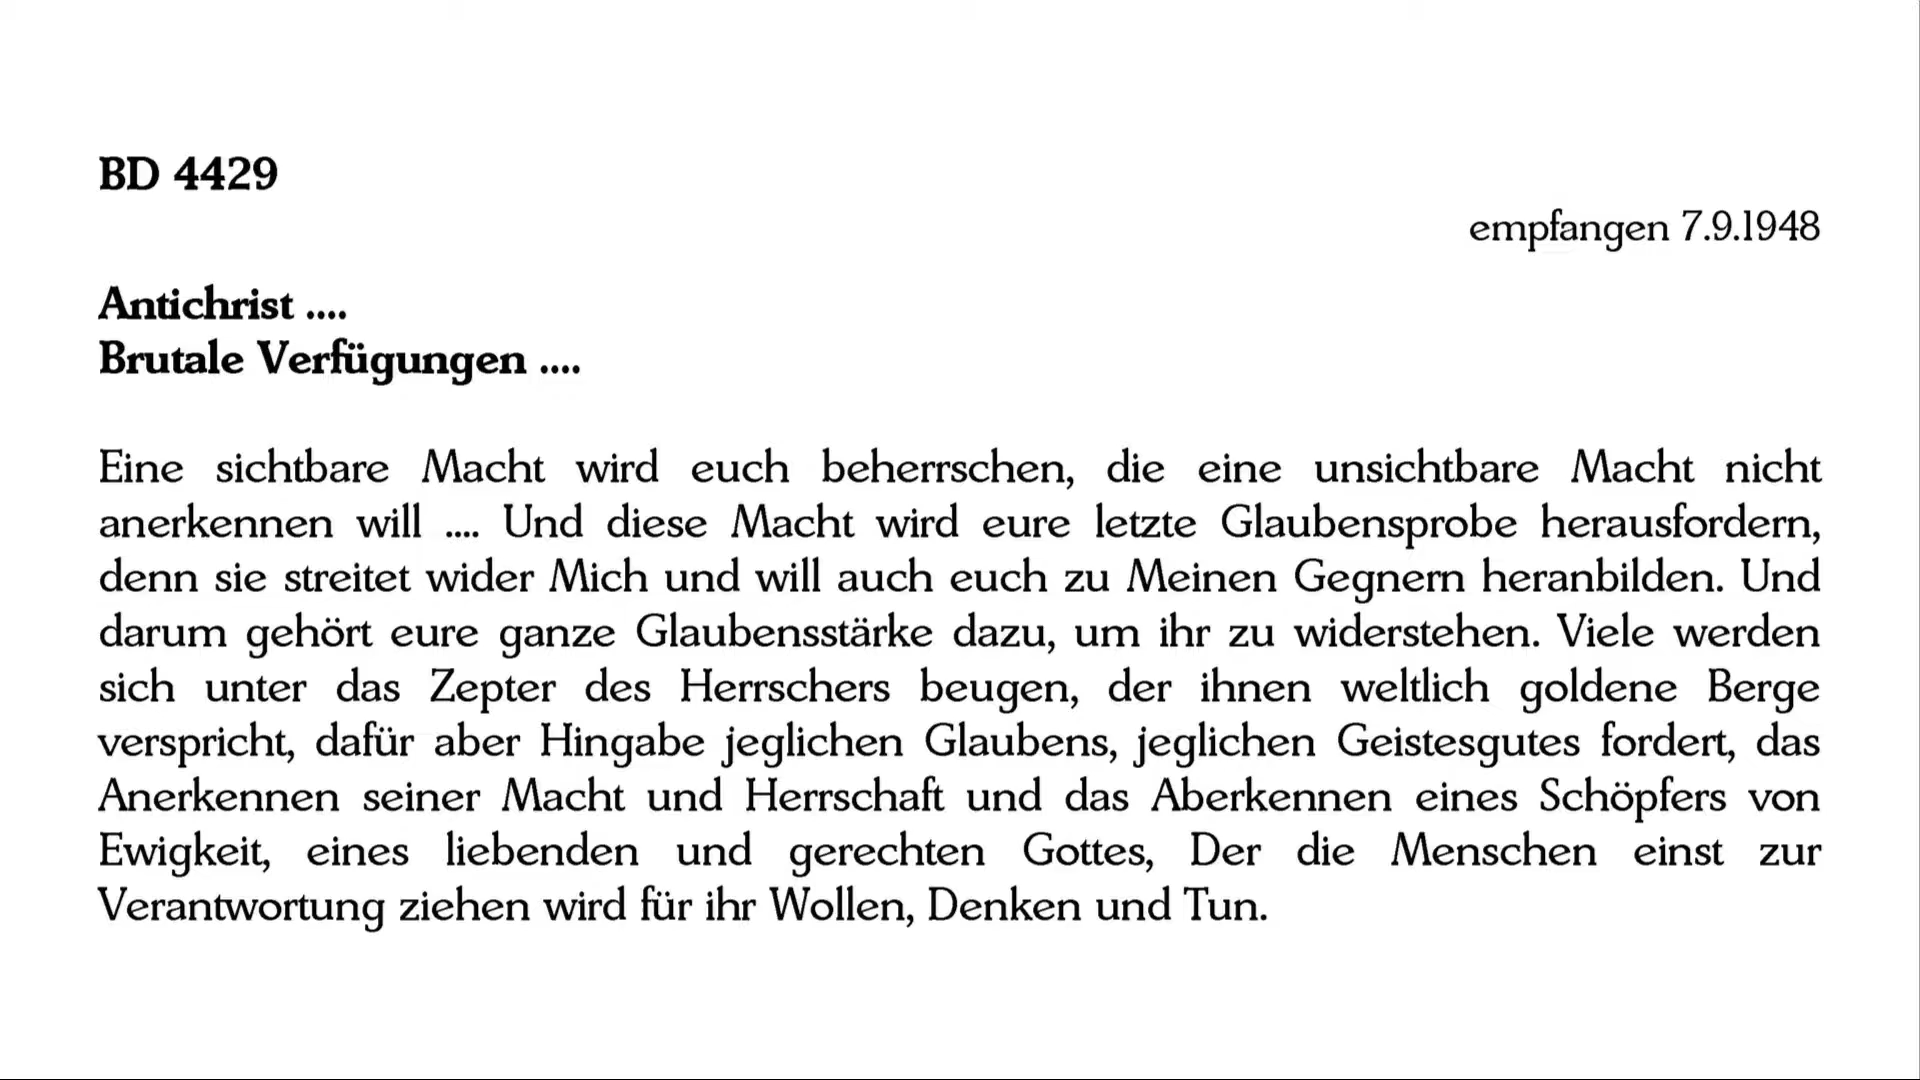 BD 4429
empfangen 7.9.1948
Antichrist ....
Brutale Verfügungen ....
Eine sichtbare Macht wird euch beherrschen, die eine unsichtbare Macht nicht
anerkennen will .... Und diese Macht wird eure letzte Glaubensprobe herausfordern,
denn sie streitet wider Mich und will auch euch zu Meinen Gegnern heranbilden. Und
darum gehört eure ganze Glaubensstärke dazu, um ihr zu widerstehen. Viele werden
sich unter das Zepter des Herrschers beugen, der ihnen weltlich goldene Berge
verspricht, dafür aber Hingabe jeglichen Glaubens, jeglichen Geistesgutes fordert, das
Anerkennen seiner Macht und Herrschaft und das Aberkennen eines Schöpfers von
Ewigkeit, eines liebenden und gerechten Gottes, Der die Menschen einst zur
Verantwortung ziehen wird für ihr Wollen, Denken und Tun.